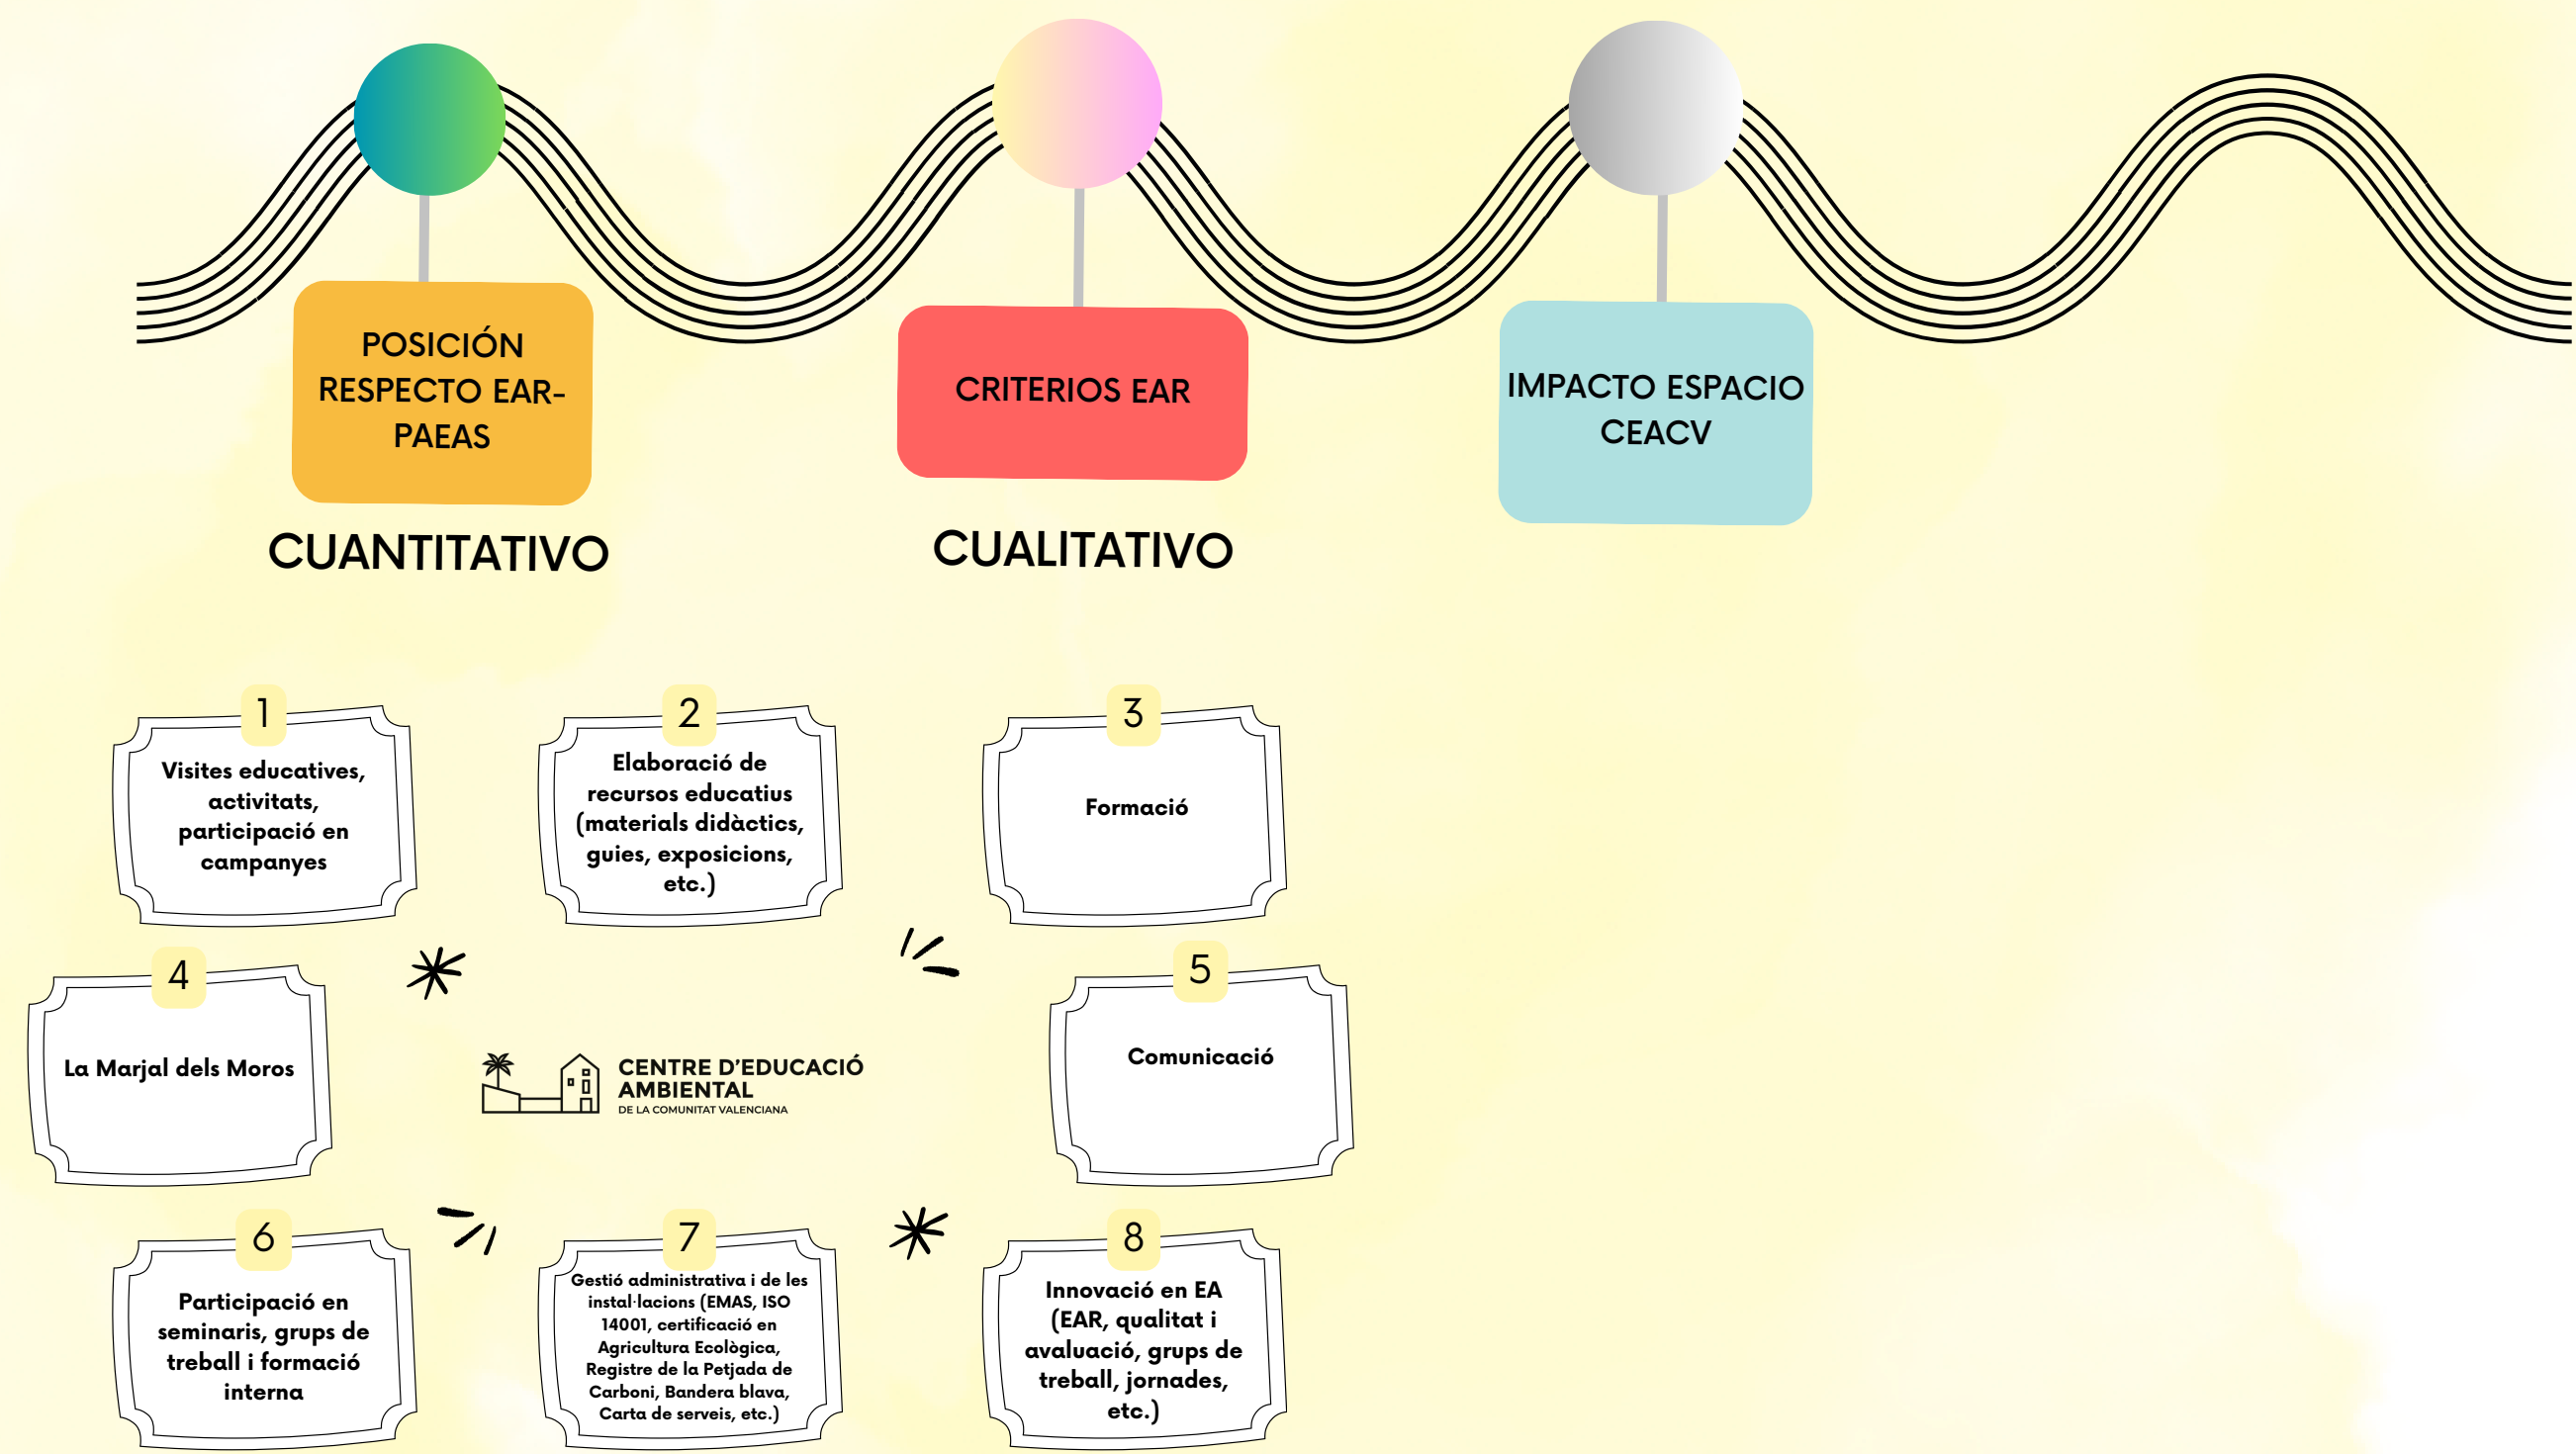 POSICIÓN
RESPECTO EAR-
PAEAS
CUANTITATIVO
CRITERIOS EAR
CUALITATIVO
IMPACTO ESPACIO
CEACV
1
Visites educatives,
activitats,
participació en
campanyes
2
Elaboració de
recursos educatius
(materials didàctics,
guies, exposicions,
etc.)
3
Formació
4
La Marjal dels Moros
CENTRE D'EDUCACIÓ
AMBIENTAL
DE LA COMUNITAT VALENCIANA
5
Comunicació
6
Participació en
seminaris, grups de
treball i formació
interna
7
Gestió administrativa i de les
instal·lacions (EMAS, ISO
14001, certificació en
Agricultura Ecològica,
Registre de la Petjada de
Carboni, Bandera blava,
Carta de serveis, etc.)
8
Innovació en EA
(EAR, qualitat i
avaluació, grups de
treball, jornades,
etc.)